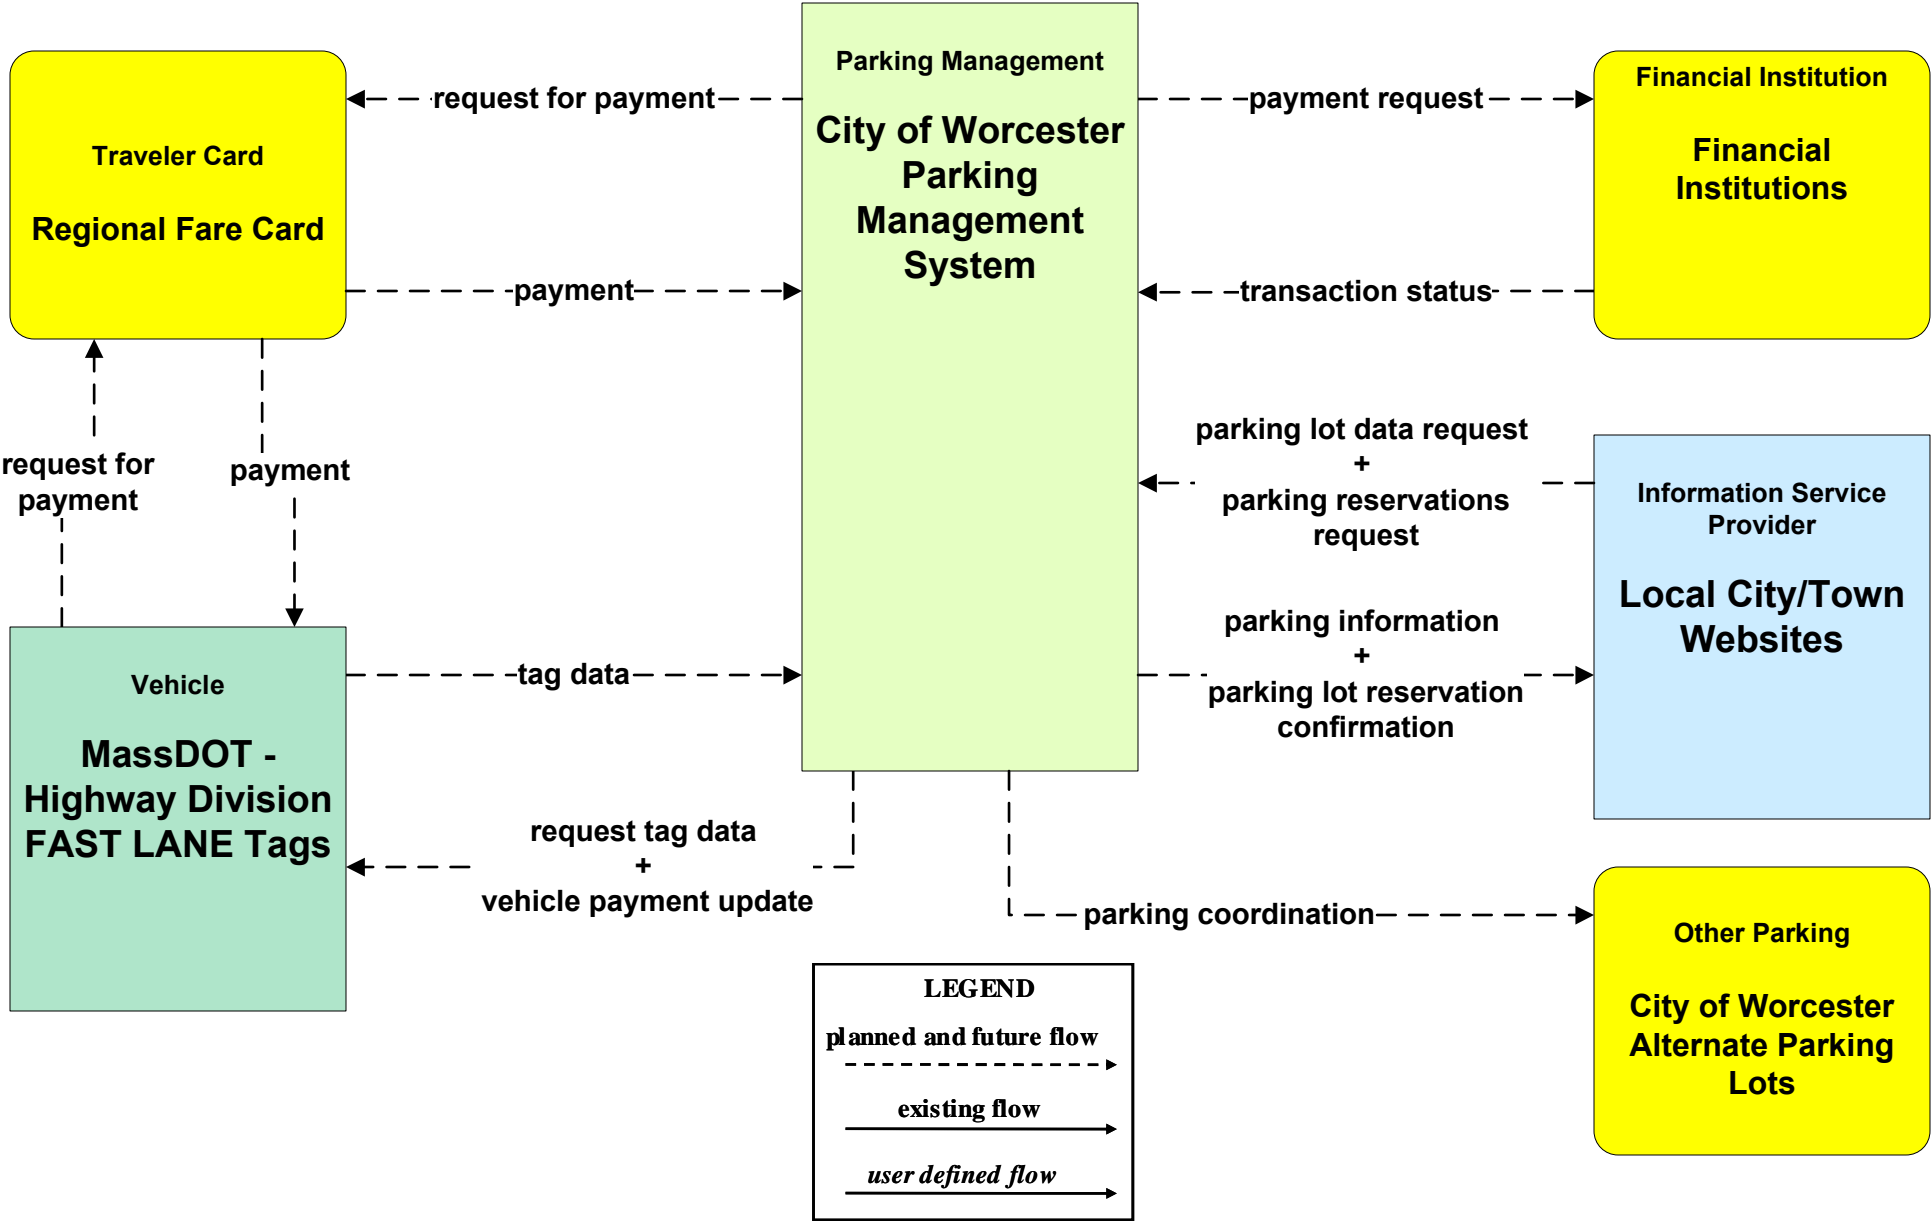 Parking Management
City of Worcester
Parking
Management
System
Traveler Card
Regional Fare Card
Financial Institution
Financial
Institutions
request for payment
payment request
payment
transaction status
request for
payment
payment
parking lot data request
+
parking reservations
request
Information Service
Provider
Local City/Town
Websites
parking information
+
parking lot reservation
confirmation
Vehicle
MassDOT -
Highway Division
FAST LANE Tags
tag data
request tag data
+
vehicle payment update
parking coordination
Other Parking
City of Worcester
Alternate Parking
Lots
LEGEND
planned and future flow
existing flow
user defined flow